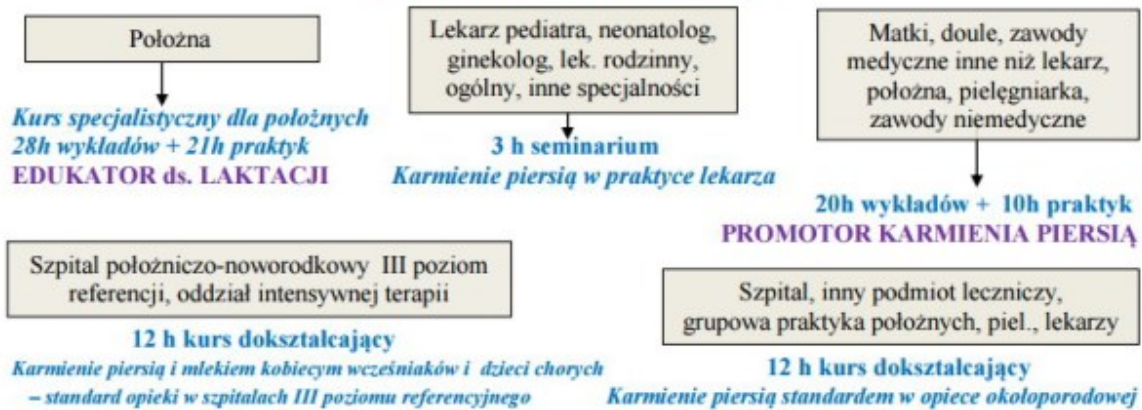 Położna
Kurs specjalistyczny dla położnych
28h wykładów + 21h praktyk
EDUKATOR ds. LAKTACJI
Lekarz pediatra, neonatolog,
ginekolog, lek. rodzinny,
ogólny, inne specjalności
3 h seminarium
Karmienie piersią w praktyce lekarza
Matki, doule, zawody
medyczne inne niż lekarz,
położna, pielęgniarka,
zawody niemedyczne
20h wykładów + 10h praktyk
PROMOTOR KARMIENIA PIERSIĄ
Szpital położniczo-noworodkowy III poziom
referencji, oddział intensywnej terapii
12 h kurs dokształcający
Karmienie piersią i mlekiem kobiecym wcześniaków i dzieci chorych
– standard opieki w szpitalach III poziomu referencyjnego
Szpital, inny podmiot leczniczy,
grupowa praktyka położnych, piel., lekarzy
12 h kurs dokształcający
Karmienie piersią standardem w opiece okołoporodowej